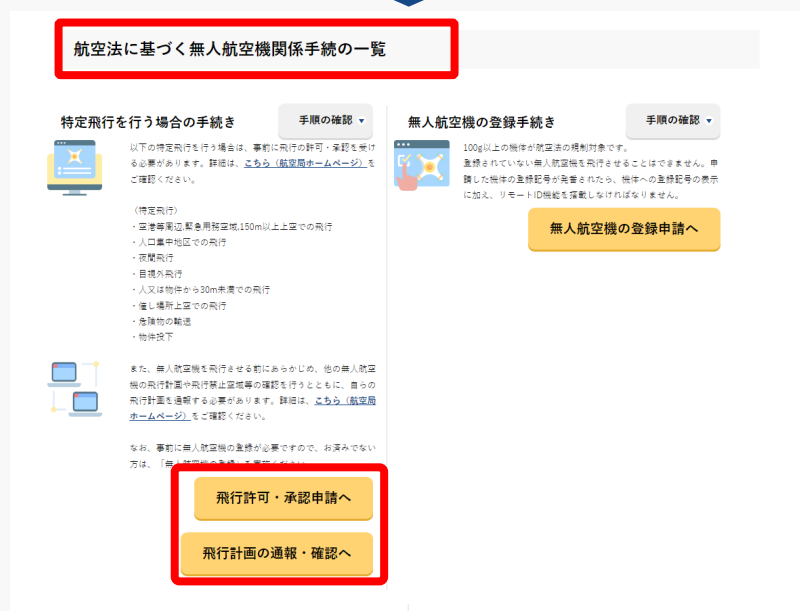 航空法に基づく無人航空機関係手続の一覧
特定飛行を行う場合の手続き
手順の確認
以下の特定飛行を行う場合は、事前に飛行の許可・承認を受け
る必要があります。詳細は、こちら（航空局ホームページ）を
ご確認ください。
（特定飛行）
・空港等周辺,緊急用務空域,150m以上上空での飛行
・人口集中地区での飛行
・夜間飛行
・目視外飛行
・人又は物件から30m未満での飛行
・催し場所上空での飛行
・危険物の輸送
・物件投下
また、無人航空機を飛行させる前にあらかじめ、他の無人航空
機の飛行計画や飛行禁止空域等の確認を行うとともに、自らの
飛行計画を通報する必要があります。詳細は、こちら（航空局
ホームページ）をご確認ください。
なお、事前に無人航空機の登録が必要ですので、お済みでない
方は、「無人航空機の登録」を実施ください
飛行許可・承認申請へ
飛行計画の通報・確認へ
無人航空機の登録手続き
手順の確認
100g以上の機体が航空法の規制対象です。
登録されていない無人航空機を飛行させることはできません。申
請した機体の登録記号が発番されたら、機体への登録記号の表示
に加え、リモートID機能を搭載しなければなりません。
無人航空機の登録申請へ